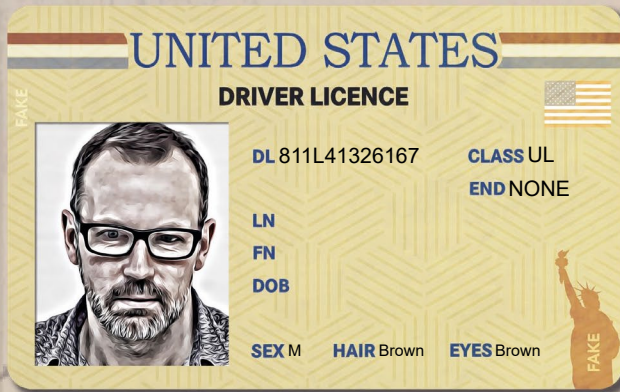 UNITED STATES
DRIVER LICENCE
FAKE
DL 811L41326167 CLASS UL
END NONE
LN
FN
DOB
SEX M HAIR Brown EYES Brown
FAKE